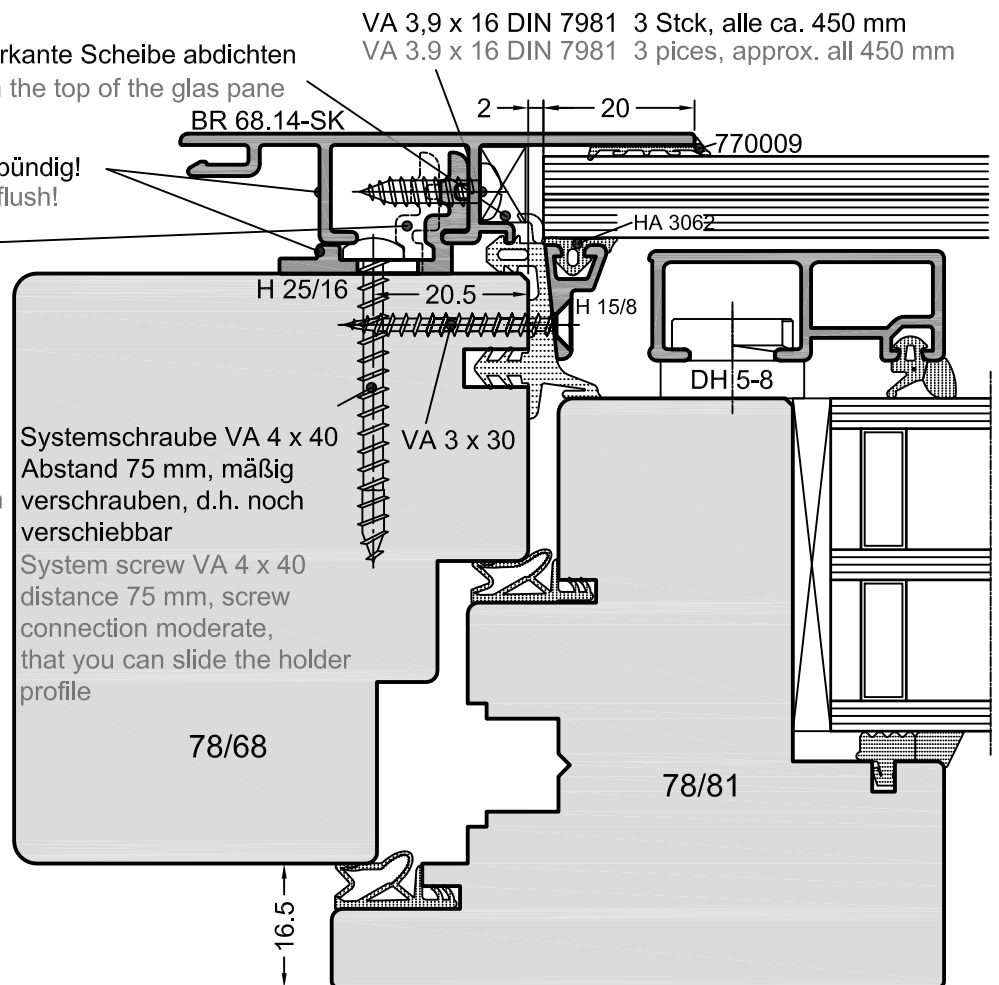 VA 3,9 x 16 DIN 7981 3 Stck, alle ca. 450 mm
VA 3.9 x 16 DIN 7981 3 pices, approx. all 450 mm
rkante Scheibe abdichten
the top of the glas pane
BR 68.14-SK
2
20
770009
bündig!
flush!
HA 3062
H 25/16
20.5
H 15/8
DH 5-8
VA 3 x 30
Systemschraube VA 4 x 40
Abstand 75 mm, mäßig
verschrauben, d.h. noch
verschiebbar
System screw VA 4 x 40
distance 75 mm, screw
connection moderate,
that you can slide the holder
profile
78/68
78/81
16.5